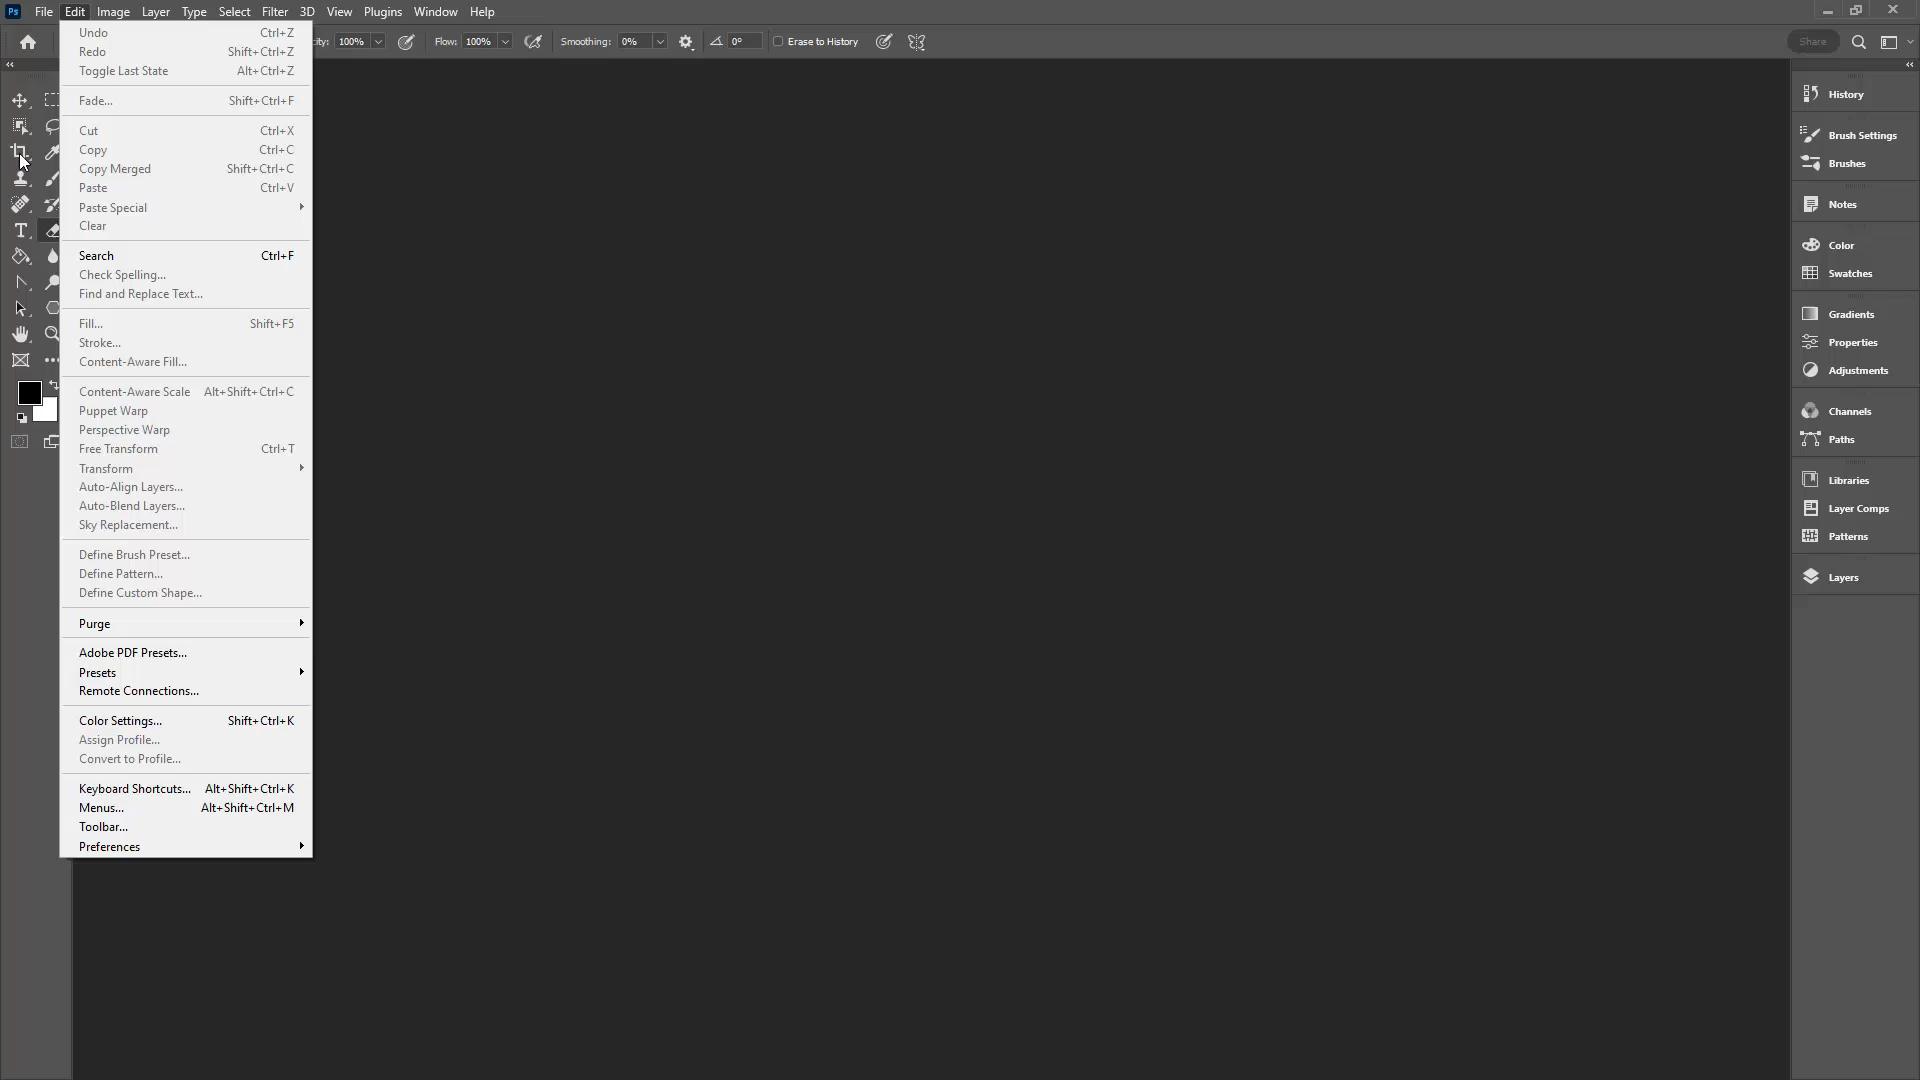 Ps File Edit Image Layer Type Select Filter 3D View Plugins Window Help
100% Flow: 100% Smoothing: 0% 0° Erase to History Share
Undo Ctrl+Z
Redo Shift+Ctrl+Z
Toggle Last State Alt+Ctrl+Z
Fade... Shift+Ctrl+F
Cut Ctrl+X
Copy Ctrl+C
Copy Merged Shift+Ctrl+C
Paste Ctrl+V
Paste Special
Clear
Search Ctrl+F
Check Spelling...
Find and Replace Text...
Fill... Shift+F5
Stroke...
Content-Aware Fill...
Content-Aware Scale Alt+Shift+Ctrl+C
Puppet Warp
Perspective Warp
Free Transform Ctrl+T
Transform
Auto-Align Layers...
Auto-Blend Layers...
Sky Replacement...
Define Brush Preset...
Define Pattern...
Define Custom Shape...
Purge
Adobe PDF Presets...
Presets
Remote Connections...
Color Settings... Shift+Ctrl+K
Assign Profile...
Convert to Profile...
Keyboard Shortcuts... Alt+Shift+Ctrl+K
Menus... Alt+Shift+Ctrl+M
Toolbar...
Preferences
History
Brush Settings
Brushes
Notes
Color
Swatches
Gradients
Properties
Adjustments
Channels
Paths
Libraries
Layer Comps
Patterns
Layers